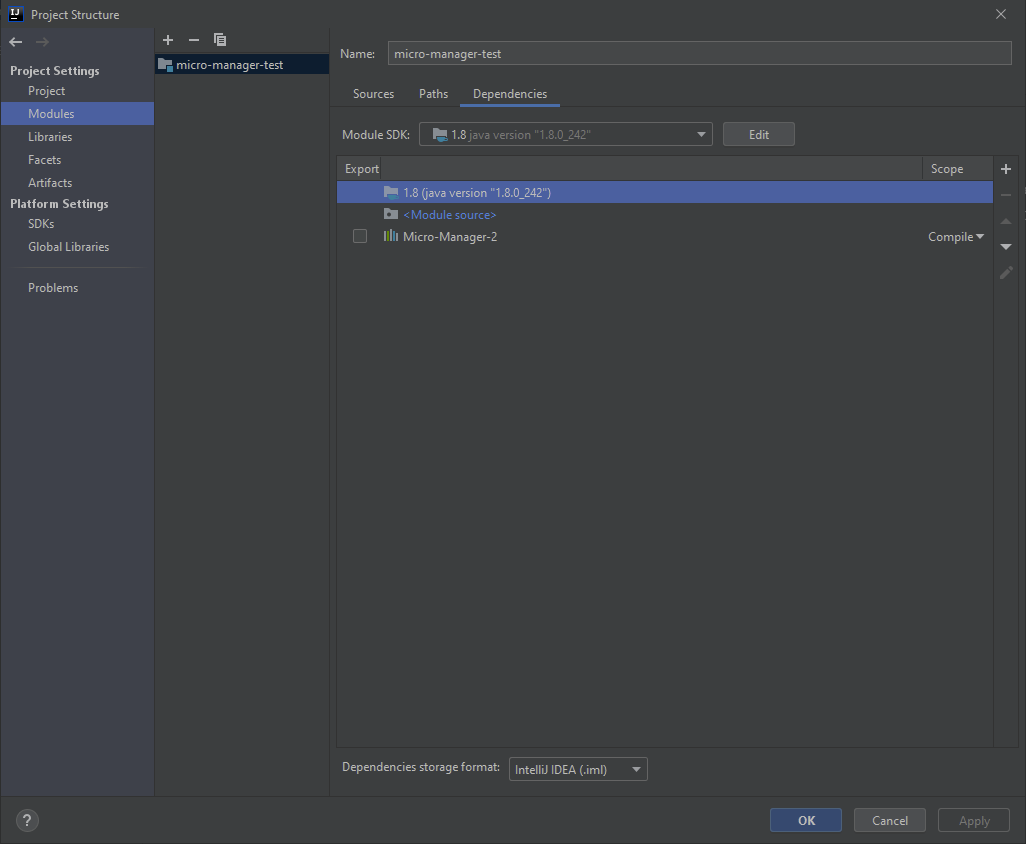 IJ Project Structure
Project Settings
Project
Modules
Libraries
Facets
Artifacts
Platform Settings
SDKs
Global Libraries
Problems
micro-manager-test
Name: micro-manager-test
Sources Paths Dependencies
Module SDK: 1.8 java version "1.8.0_242" Edit
Export Scope
1.8 (java version "1.8.0_242")
<Module source>
Micro-Manager-2 Compile
Dependencies storage format: IntelliJ IDEA (.iml)
? OK Cancel Apply